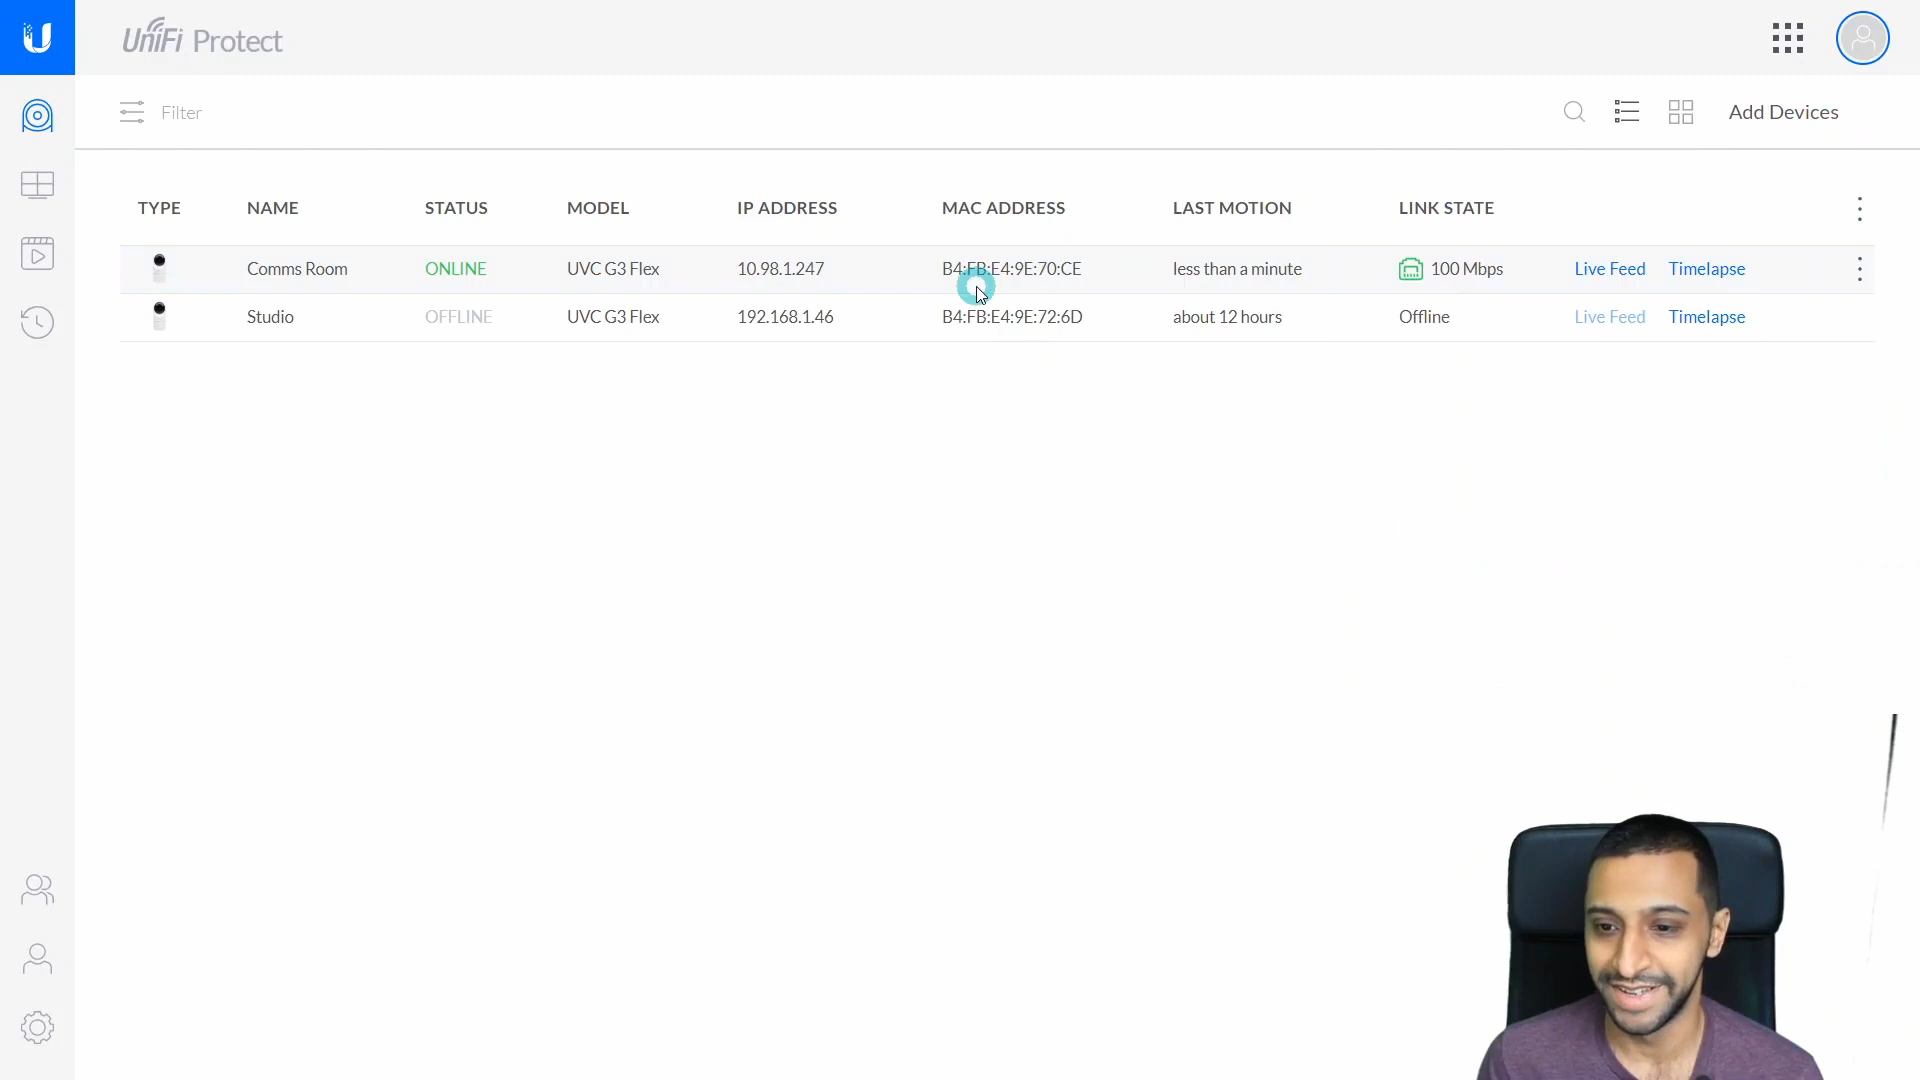 UniFi Protect
Filter
Add Devices
TYPE NAME STATUS MODEL IP ADDRESS MAC ADDRESS LAST MOTION LINK STATE
Comms Room ONLINE UVC G3 Flex 10.98.1.247 B4:FB:E4:9E:70:CE less than a minute 100 Mbps Live Feed Timelapse
Studio OFFLINE UVC G3 Flex 192.168.1.46 B4:FB:E4:9E:72:6D about 12 hours Offline Live Feed Timelapse